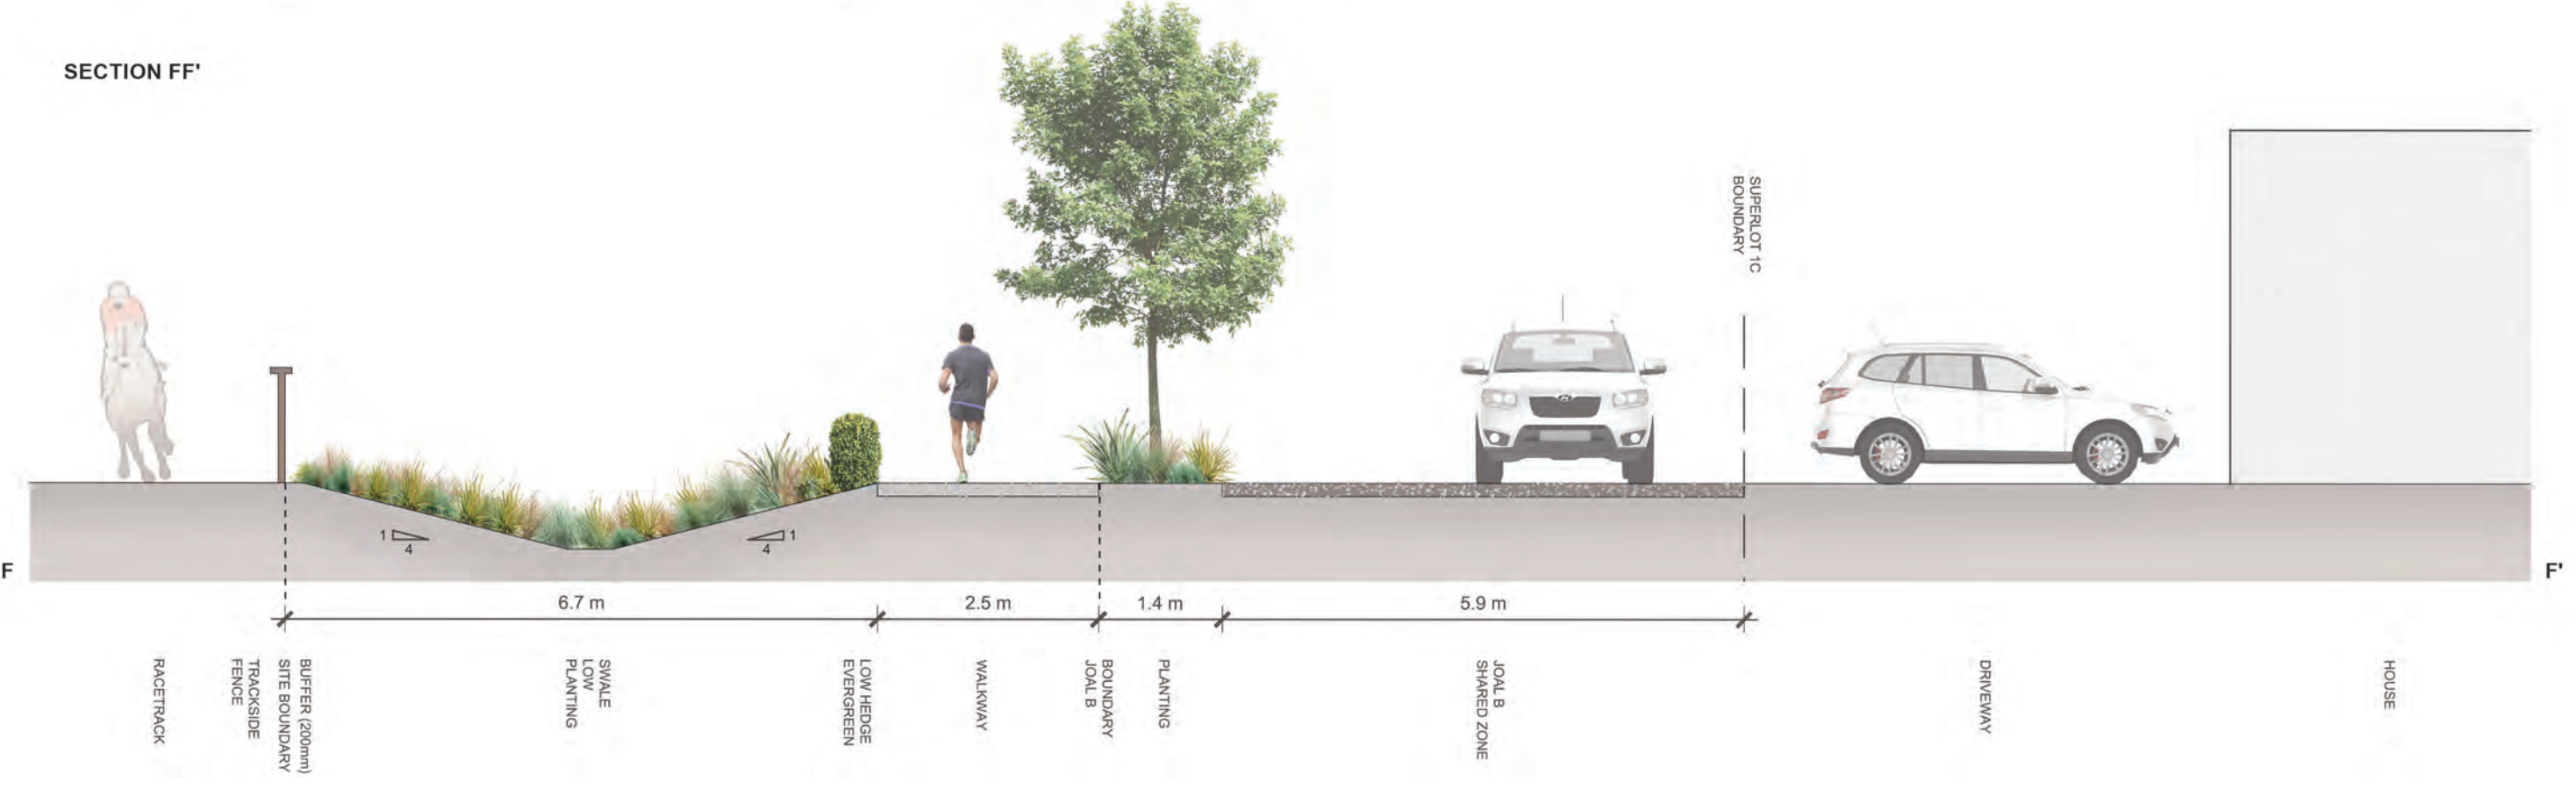 SECTION FF'
SUPERLOT 1C
BOUNDARY
1
4
4
1
F
F'
6.7 m
2.5 m
1.4 m
5.9 m
RACETRACK
TRACKSIDE
FENCE
BUFFER (200mm)
SITE BOUNDARY
SWALE
LOW
PLANTING
LOW HEDGE
EVERGREEN
WALKWAY
BOUNDARY
JOAL B
PLANTING
JOAL B
SHARED ZONE
DRIVEWAY
HOUSE